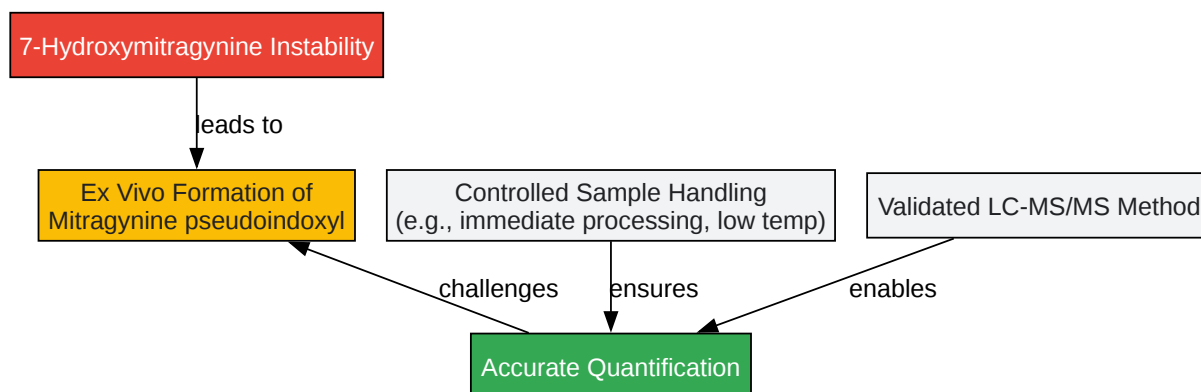 7-Hydroxymitragynine Instability
leads to
Ex Vivo Formation of
Mitragynine pseudoindoxyl
Controlled Sample Handling
(e.g., immediate processing, low temp)
Validated LC-MS/MS Method
challenges
ensures
enables
Accurate Quantification